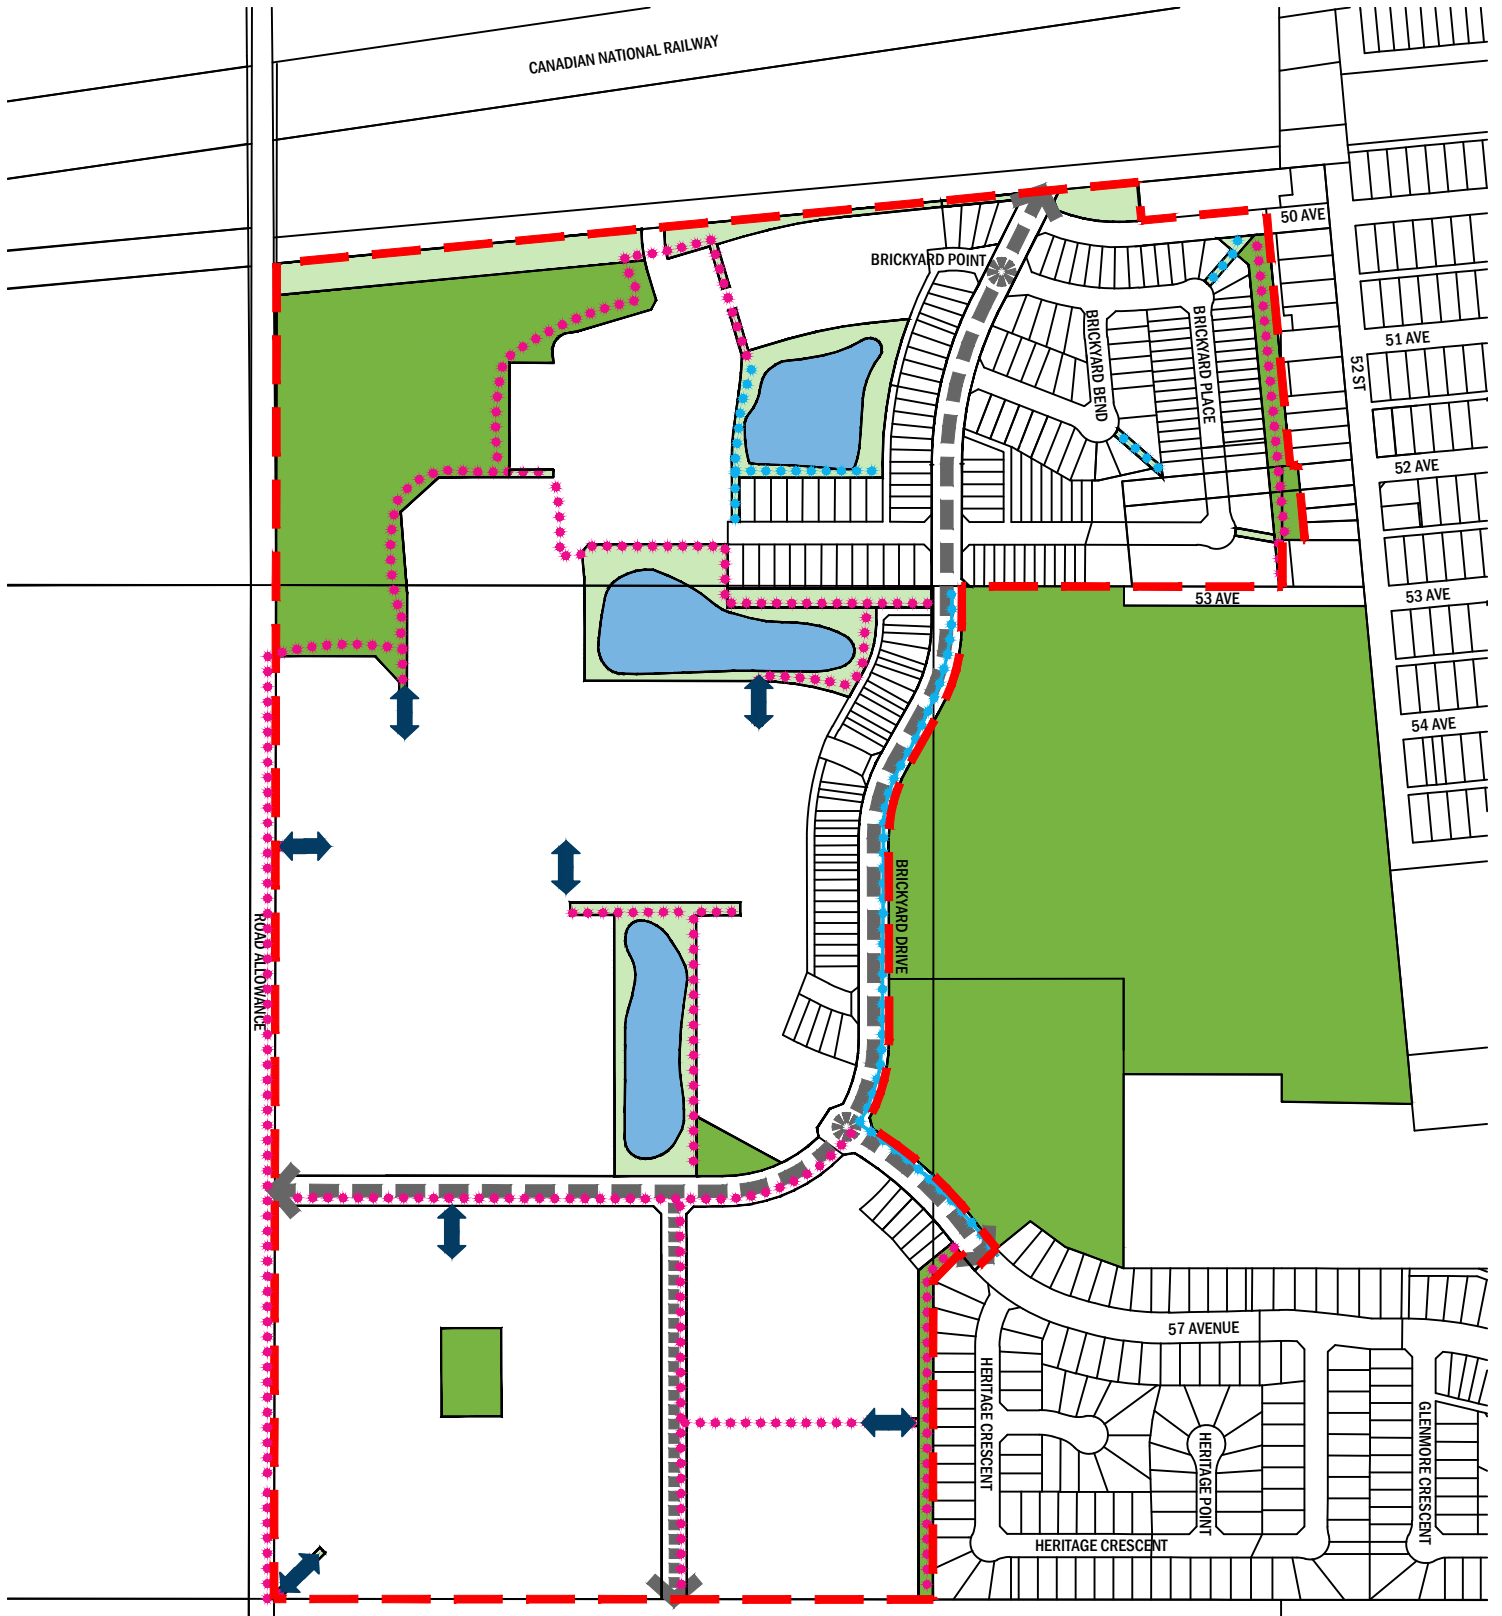 CANADIAN NATIONAL RAILWAY
50 AVE
BRICKYARD POINT
BRICKYARD BEND
BRICKYARD PLACE
51 AVE
52 ST
52 AVE
53 AVE
53 AVE
54 AVE
BRICKYARD DRIVE
ROAD ALLOWANCE
57 AVENUE
HERITAGE CRESCENT
HERITAGE POINT
GLENMORE CRESCENT
HERITAGE CRESCENT